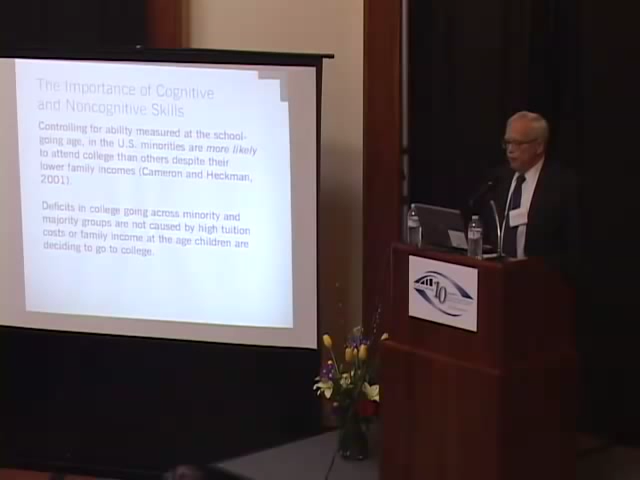 The Importance of Cognitive
and Noncognitive Skills
Controlling for ability measured at the school-
going age, in the U.S. minorities are more likely
to attend college than others despite their
lower family incomes (Cameron and Heckman,
2001).
Deficits in college going across minority and
majority groups are not caused by high tuition
costs or family income at the age children are
deciding to go to college.
10